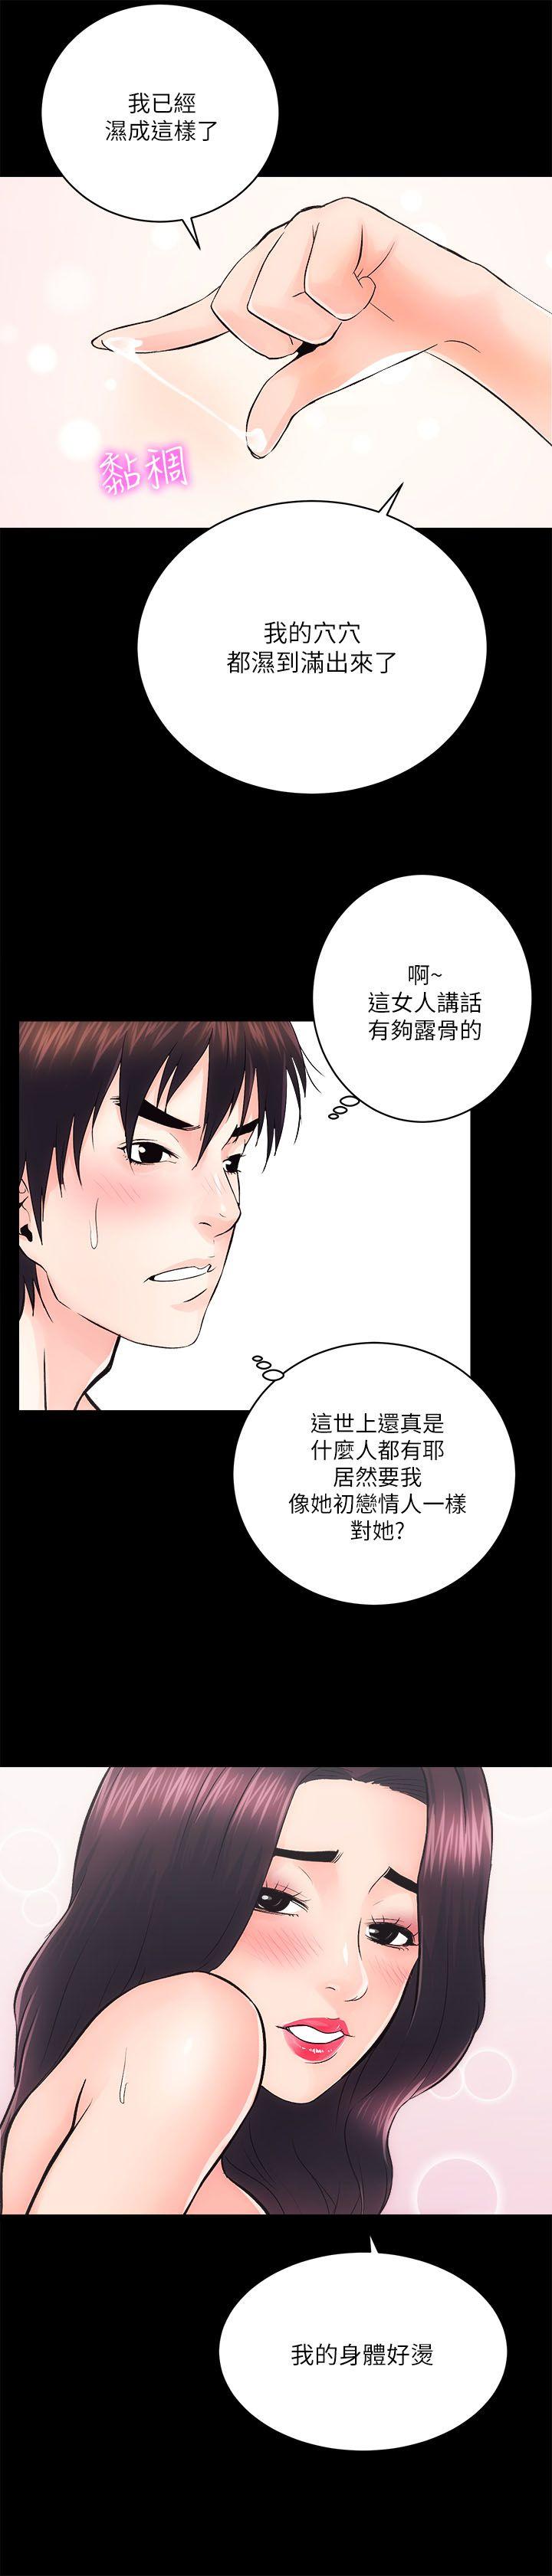 我已經
濕成這樣了
黏稠
我的穴穴
都濕到滿出來了
啊~
這女人講話
有夠露骨的
這世上還真是
什麼人都有耶
居然要我
像她初戀情人一樣
對她?
我的身體好燙